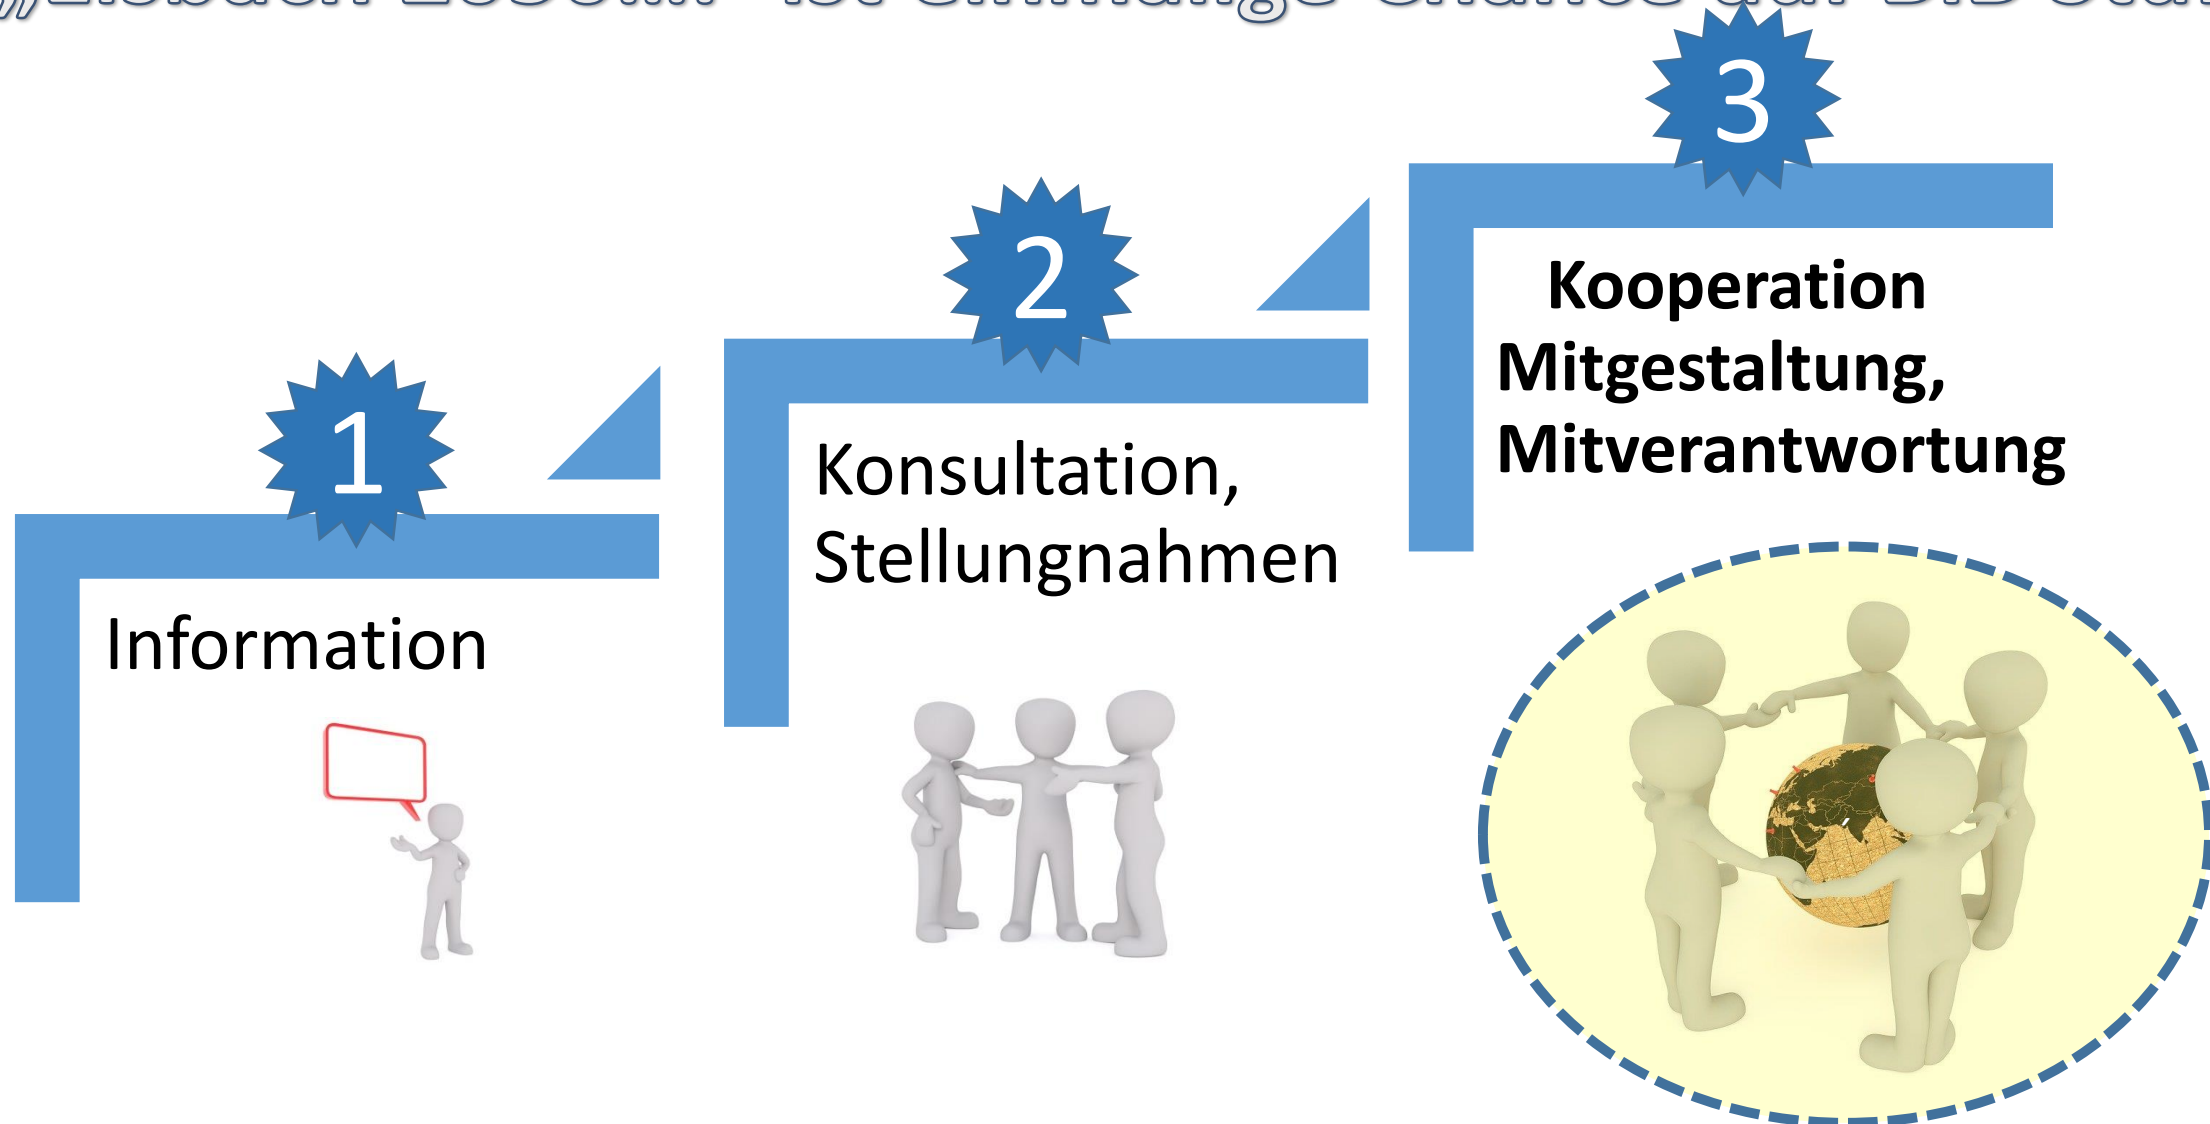 3
2
1
Kooperation
Mitgestaltung,
Mitverantwortung
Konsultation,
Stellungnahmen
Information